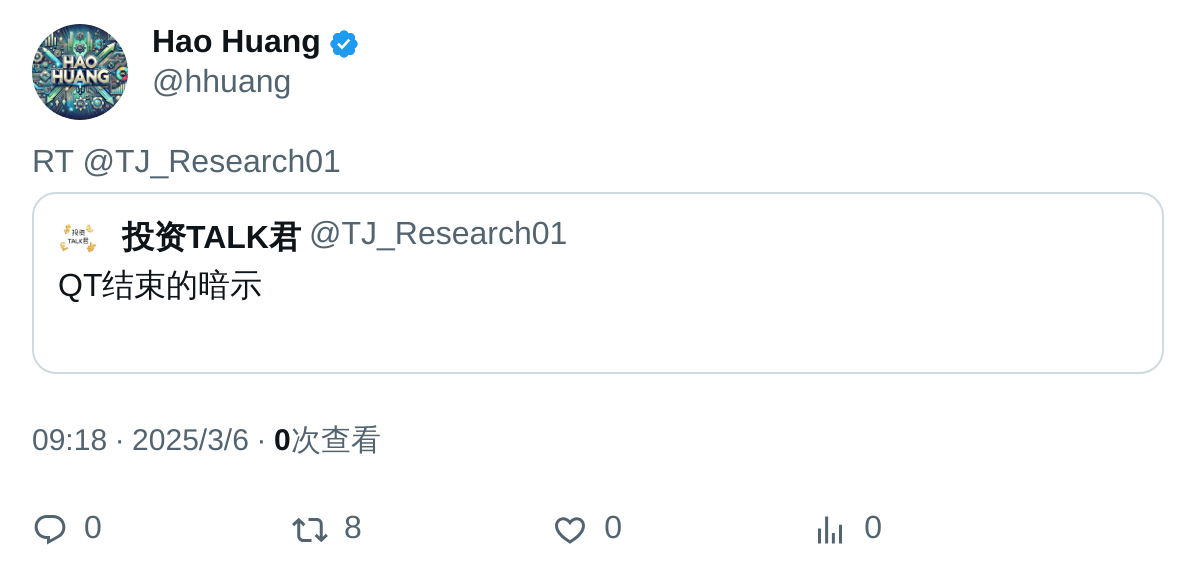 HAO
HUANG
Hao Huang
@hhuang
RT @TJ_Research01
投资
TALK君
投资TALK君 @TJ_Research01
QT结束的暗示
09:18 · 2025/3/6 · 0次查看
0 8 0 0